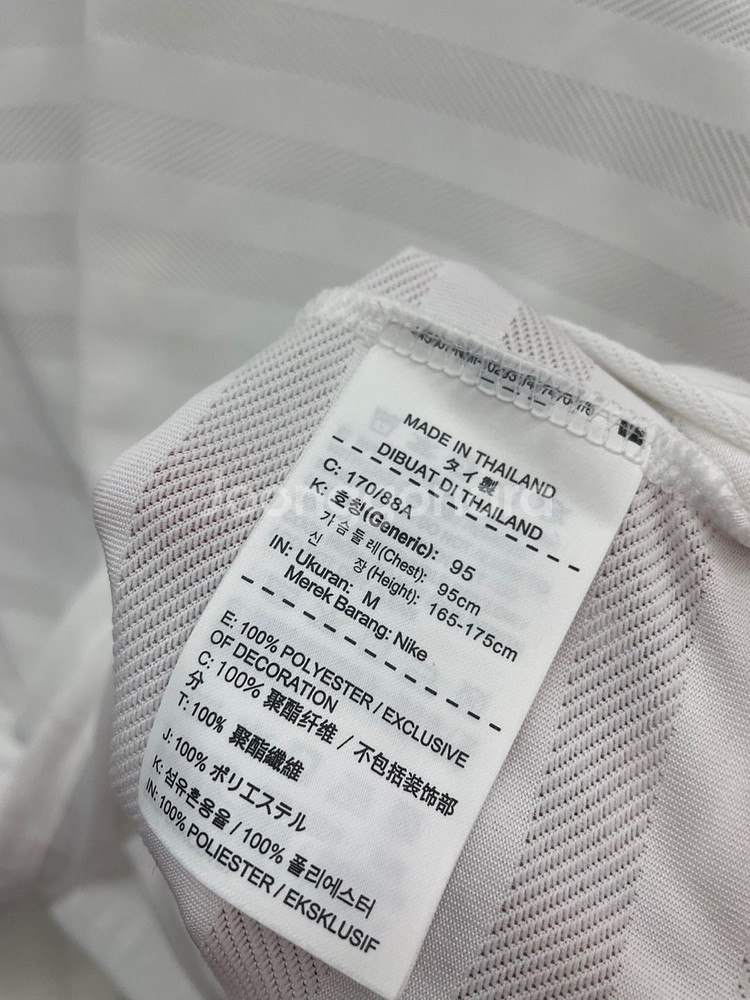 MADE IN THAILAND
タイ製
DIBUAT DI THAILAND
C: 170/88A
K: 호칭(Generic): 95
가슴둘레(Chest): 95cm
신 장(Height): 165-175cm
IN: Ukuran: M
Merek Barang: Nike
E: 100% POLYESTER / EXCLUSIVE
OF DECORATION
C: 100% 聚酯纤维 / 不包括装饰部
分
T: 100% 聚酯纖維
J: 100% ポリエステル
K: 섬유혼용율 / 100% 폴리에스터
IN: 100% POLIESTER / EKSKLUSIF